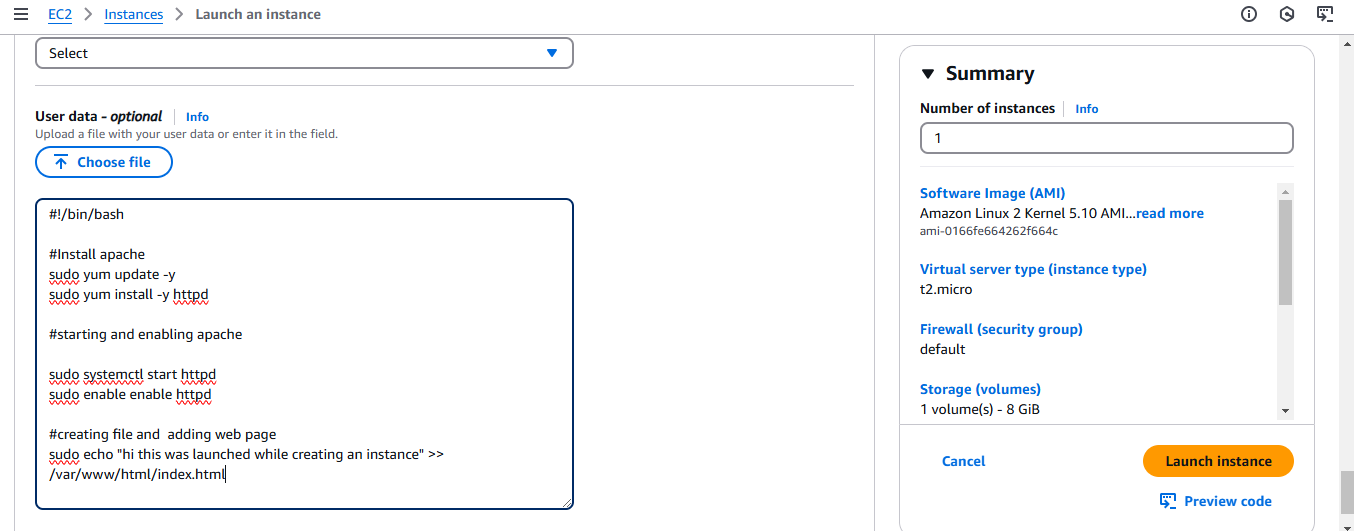 EC2 > Instances > Launch an instance
Select
User data - optional Info
Upload a file with your user data or enter it in the field.
Choose file
#!/bin/bash
#Install apache
sudo yum update -y
sudo yum install -y httpd
#starting and enabling apache
sudo systemctl start httpd
sudo enable enable httpd
#creating file and  adding web page
sudo echo "hi this was launched while creating an instance" >>
/var/www/html/index.html
Summary
Number of instances Info
1
Software Image (AMI)
Amazon Linux 2 Kernel 5.10 AMI...read more
ami-0166fe664262f664c
Virtual server type (instance type)
t2.micro
Firewall (security group)
default
Storage (volumes)
1 volume(s) - 8 GiB
Cancel
Launch instance
Preview code